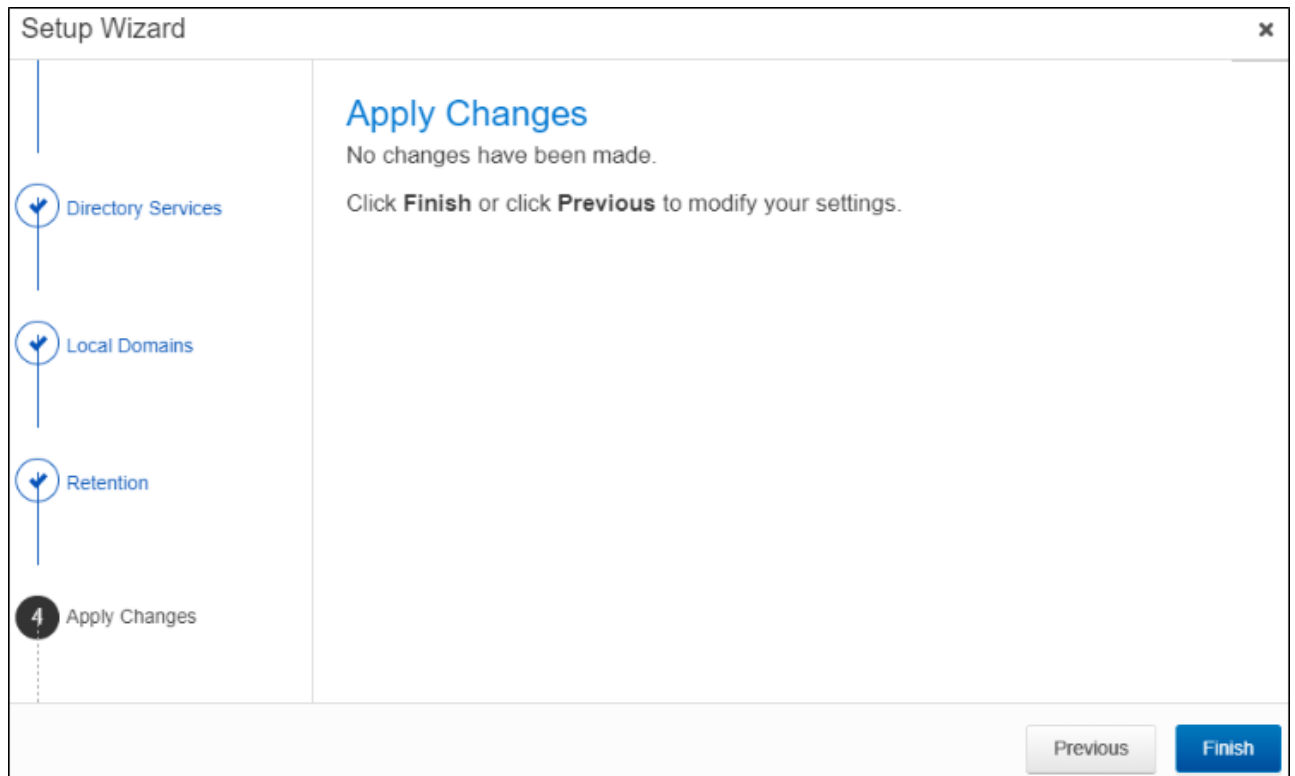 Setup Wizard
Apply Changes
No changes have been made.
Click Finish or click Previous to modify your settings.
Directory Services
Local Domains
Retention
4 Apply Changes
Previous
Finish